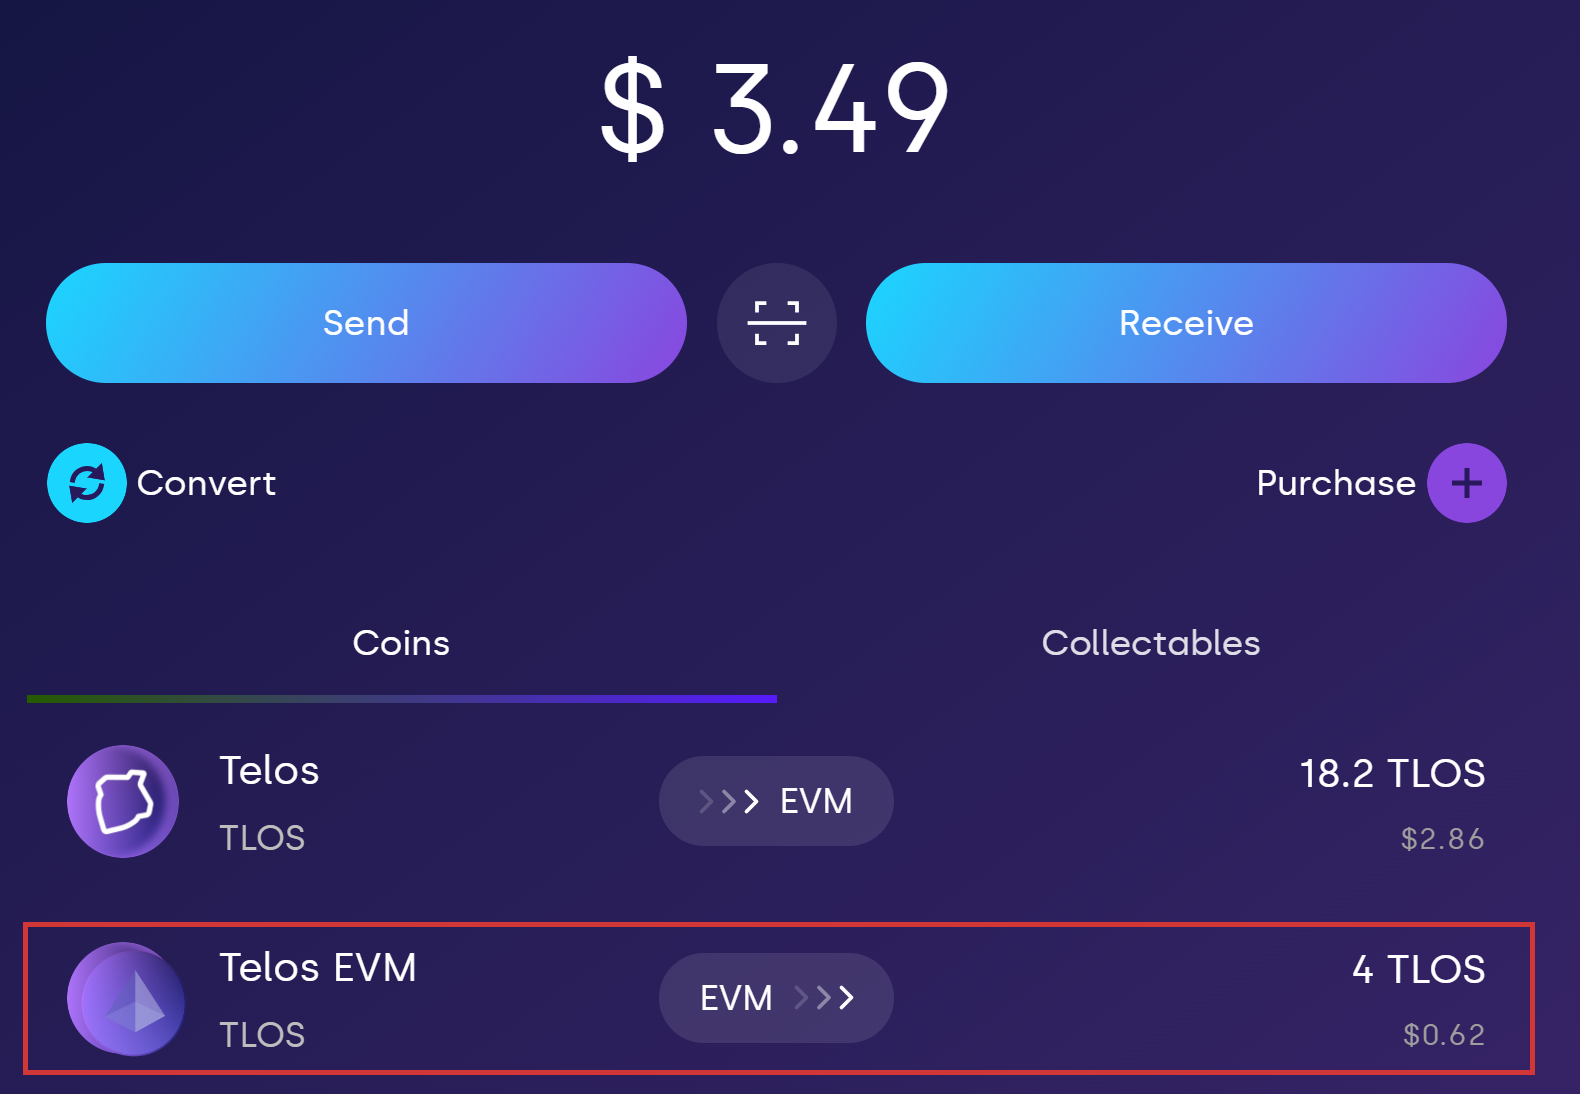 $ 3.49
Send
Receive
Convert
Purchase
Coins
Collectables
Telos
TLOS
EVM
18.2 TLOS
$2.86
Telos EVM
TLOS
EVM
4 TLOS
$0.62